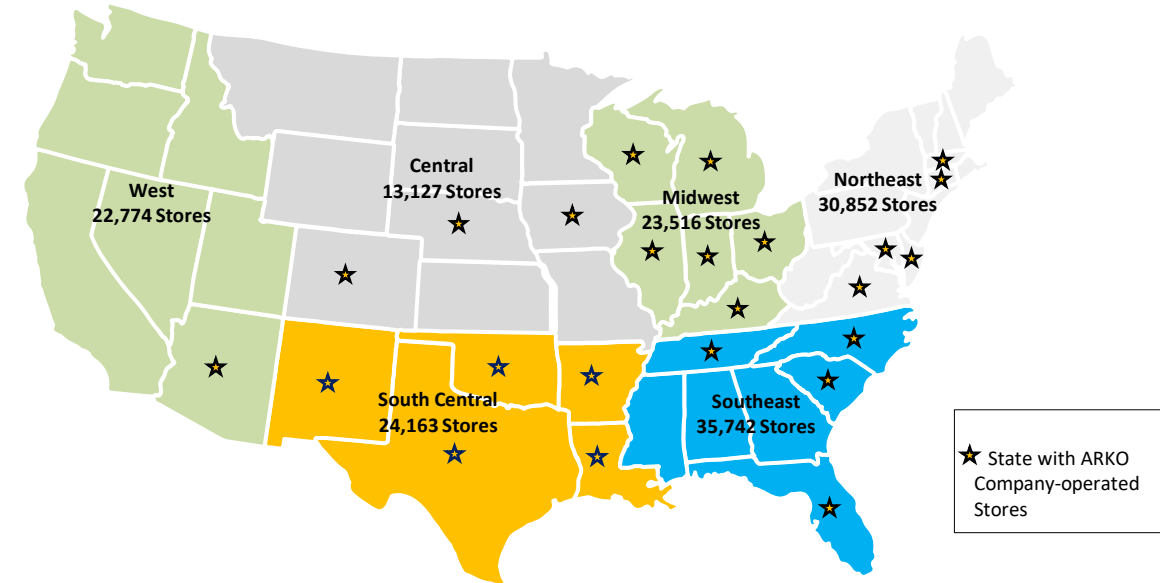 West
22,774 Stores
Central
13,127 Stores
Midwest
23,516 Stores
Northeast
30,852 Stores
South Central
24,163 Stores
Southeast
35,742 Stores
State with ARKO
Company-operated
Stores